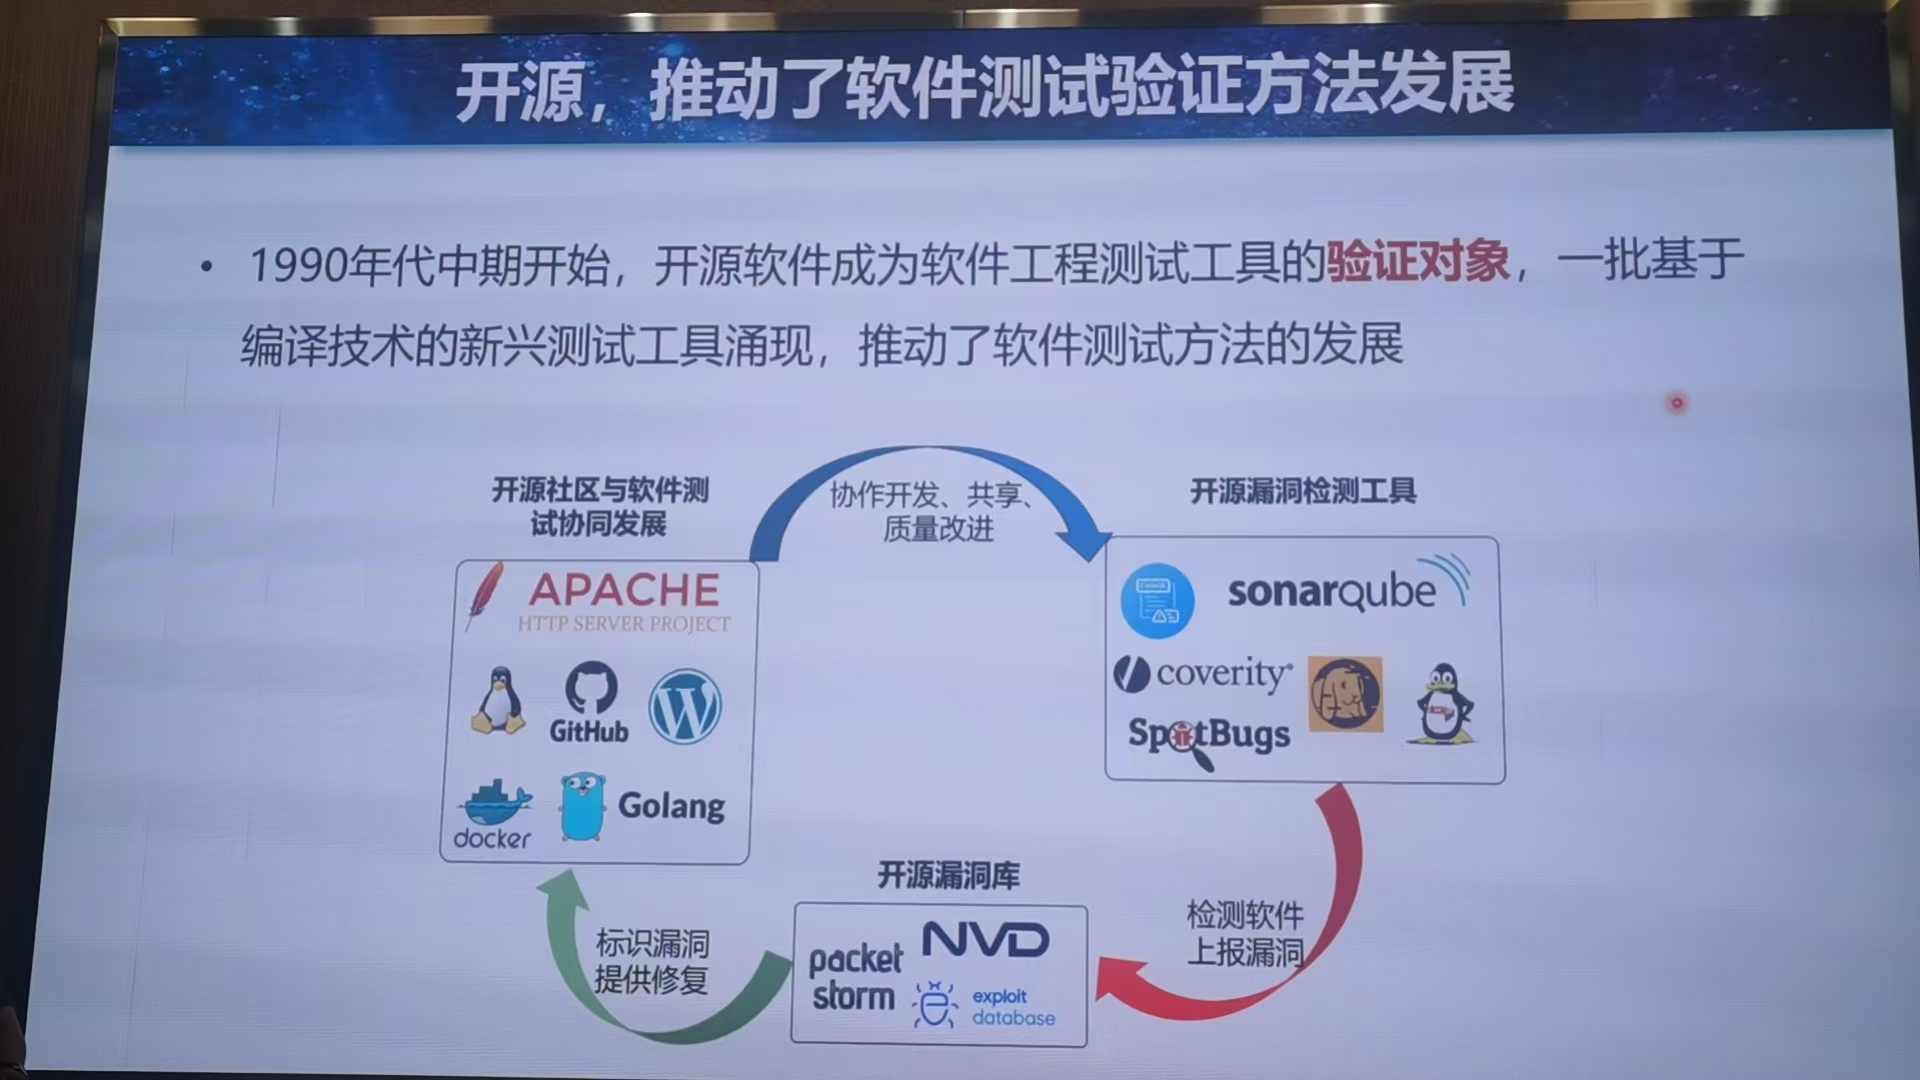 开源，推动了软件测试验证方法发展
• 1990年代中期开始，开源软件成为软件工程测试工具的验证对象，一批基于
编译技术的新兴测试工具涌现，推动了软件测试方法的发展
开源社区与软件测
试协同发展
协作开发、共享、
质量改进
开源漏洞检测工具
APACHE
HTTP SERVER PROJECT
GitHub
docker
Golang
sonarqube
coverity
SpotBugs
开源漏洞库
packet
storm
NVD
exploit
database
标识漏洞
提供修复
检测软件
上报漏洞